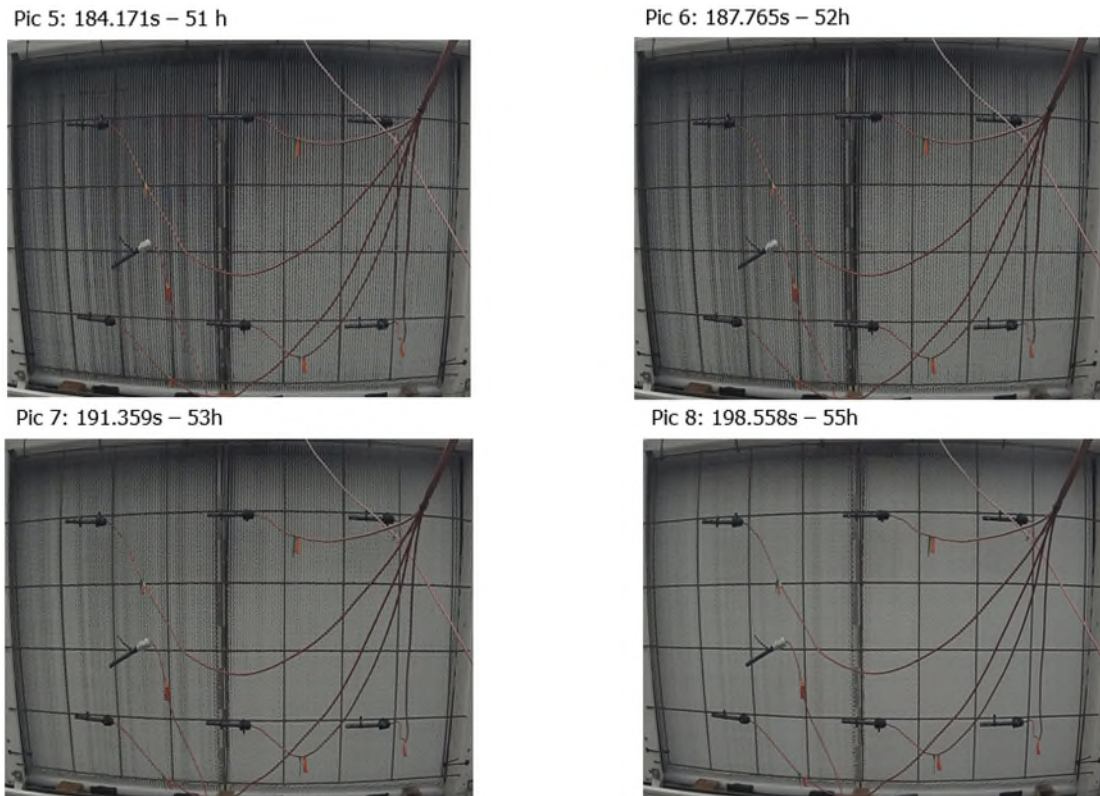 Pic 5: 184.171s – 51 h
Pic 6: 187.765s – 52h
Pic 7: 191.359s – 53h
Pic 8: 198.558s – 55h